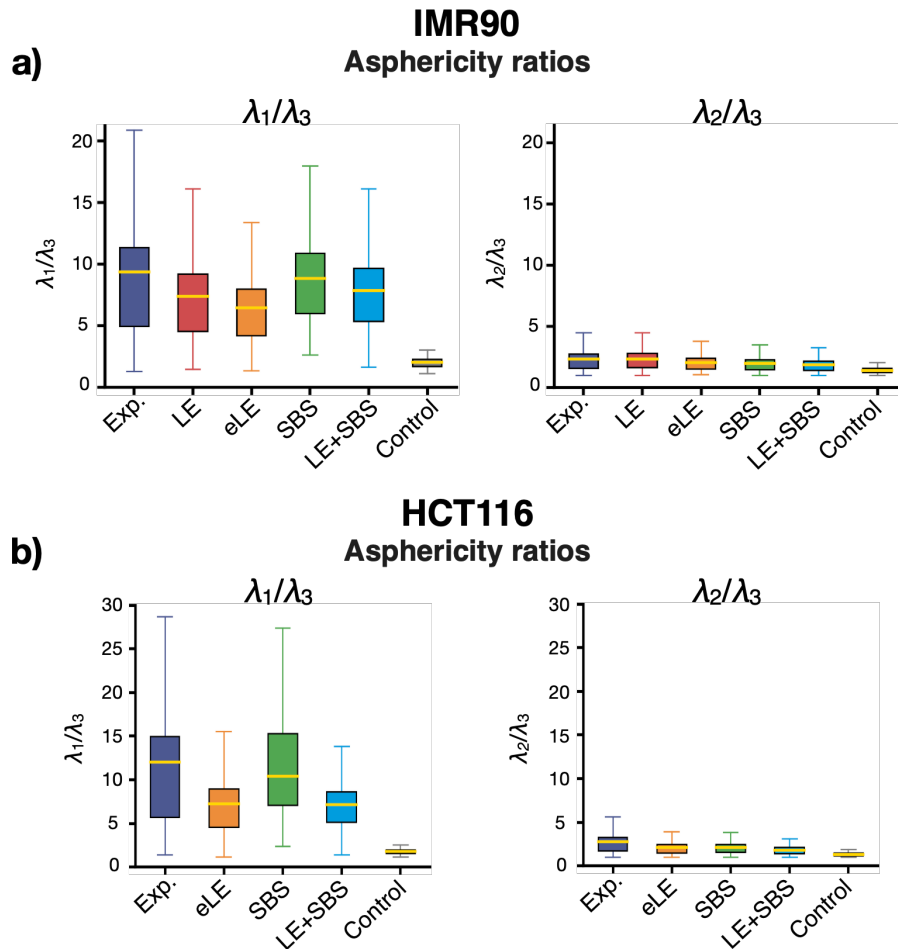 IMR90
a)
Asphericity ratios
λ1/λ3
λ1/λ3
20
15
10
5
0
Exp.
LE
eLE
SBS
LE+SBS
Control
λ2/λ3
λ2/λ3
20
15
10
5
0
Exp.
LE
eLE
SBS
LE+SBS
Control
HCT116
b)
Asphericity ratios
λ1/λ3
λ1/λ3
30
25
20
15
10
5
0
Exp.
eLE
SBS
LE+SBS
Control
λ2/λ3
λ2/λ3
30
25
20
15
10
5
0
Exp.
eLE
SBS
LE+SBS
Control